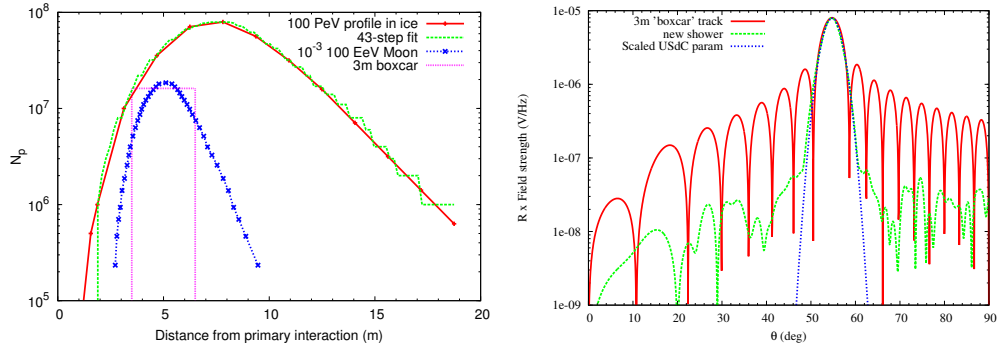 100 PeV profile in ice
43-step fit
10^-3 100 EeV Moon
3m boxcar
10^8
10^7
10^6
10^5
N_p
0 5 10 15 20
Distance from primary interaction (m)
3m 'boxcar' track
new shower
Scaled USdC param
1e-05
1e-06
1e-07
1e-08
1e-09
R x Field strength (V/Hz)
0 10 20 30 40 50 60 70 80 90
θ (deg)